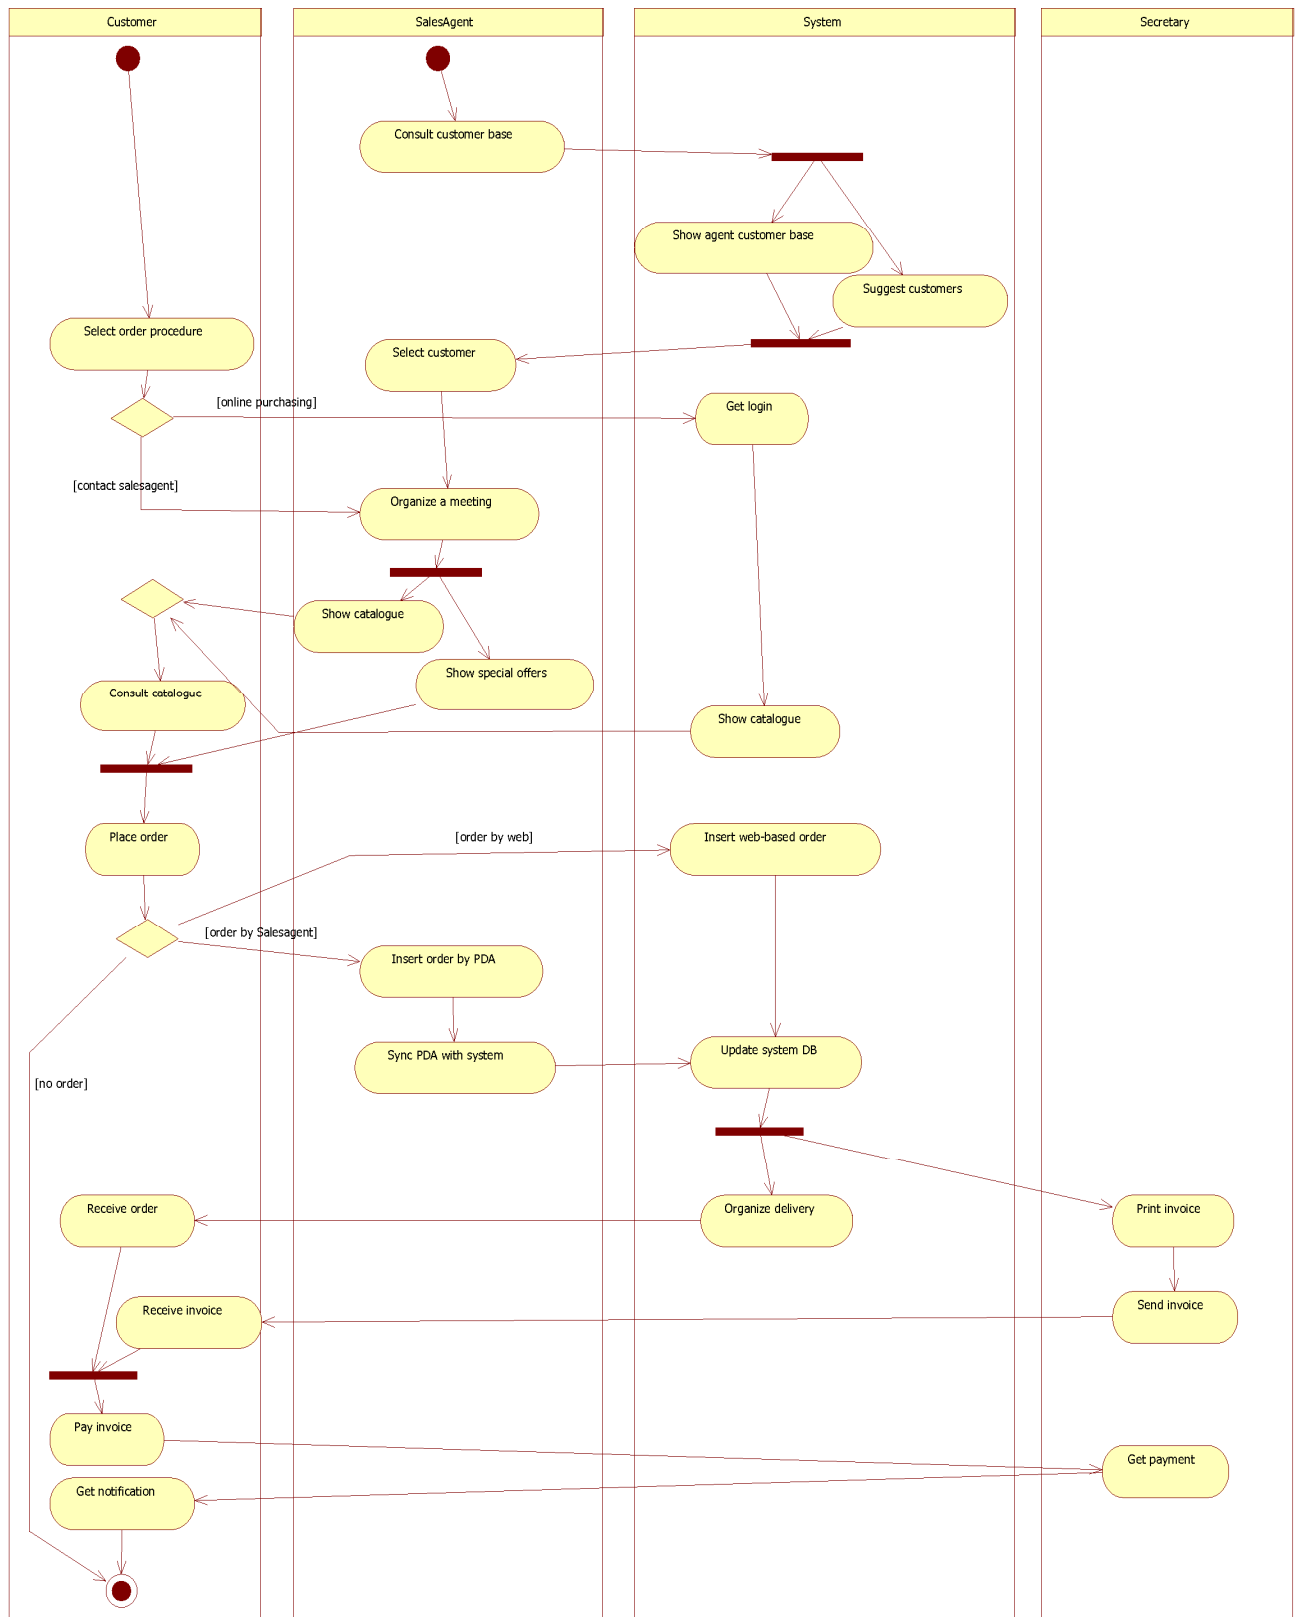 Customer
SalesAgent
System
Secretary
Consult customer base
Show agent customer base
Suggest customers
Select order procedure
Select customer
[online purchasing]
Get login
[contact salesagent]
Organize a meeting
Show catalogue
Show special offers
Consult catalogue
Show catalogue
Place order
[order by web]
Insert web-based order
[order by Salesagent]
Insert order by PDA
Sync PDA with system
Update system DB
[no order]
Receive order
Organize delivery
Print invoice
Receive invoice
Send invoice
Pay invoice
Get payment
Get notification